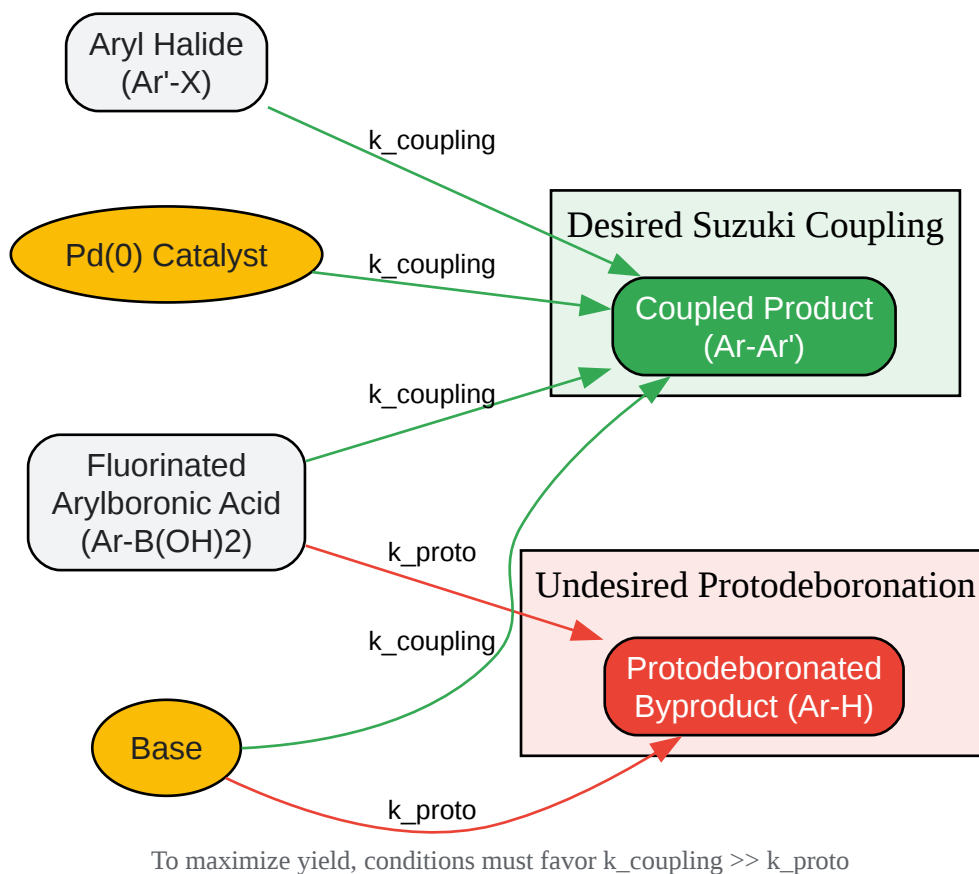 Aryl Halide
(Ar'-X)
k_coupling
Pd(0) Catalyst
k_coupling
Desired Suzuki Coupling
Coupled Product
(Ar-Ar')
k_coupling
Fluorinated
Arylboronic Acid
(Ar-B(OH)2)
k_proto
Undesired Protodeboronation
k_coupling
Protodeboronated
Byproduct (Ar-H)
Base
k_proto
To maximize yield, conditions must favor k_coupling >> k_proto